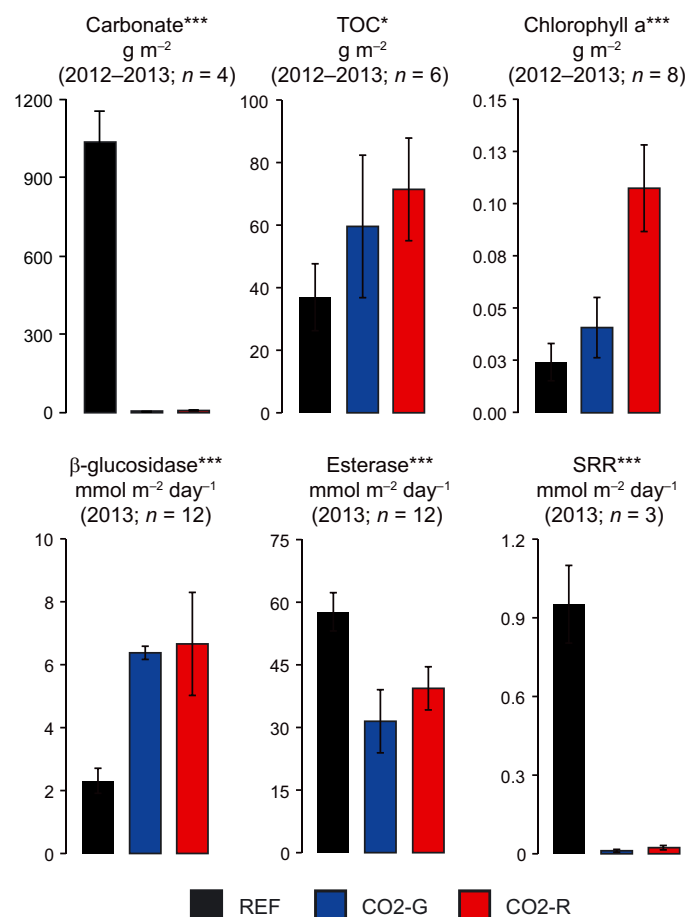 Carbonate***
g m⁻²
(2012–2013; n = 4)
1200
900
600
300
0
TOC*
g m⁻²
(2012–2013; n = 6)
100
80
60
40
20
0
Chlorophyll a***
g m⁻²
(2012–2013; n = 8)
0.15
0.13
0.10
0.08
0.05
0.03
0.00
β-glucosidase***
mmol m⁻² day⁻¹
(2013; n = 12)
10
8
6
4
2
0
Esterase***
mmol m⁻² day⁻¹
(2013; n = 12)
75
60
45
30
15
0
SRR***
mmol m⁻² day⁻¹
(2013; n = 3)
1.2
0.9
0.6
0.3
0
REF CO2-G CO2-R